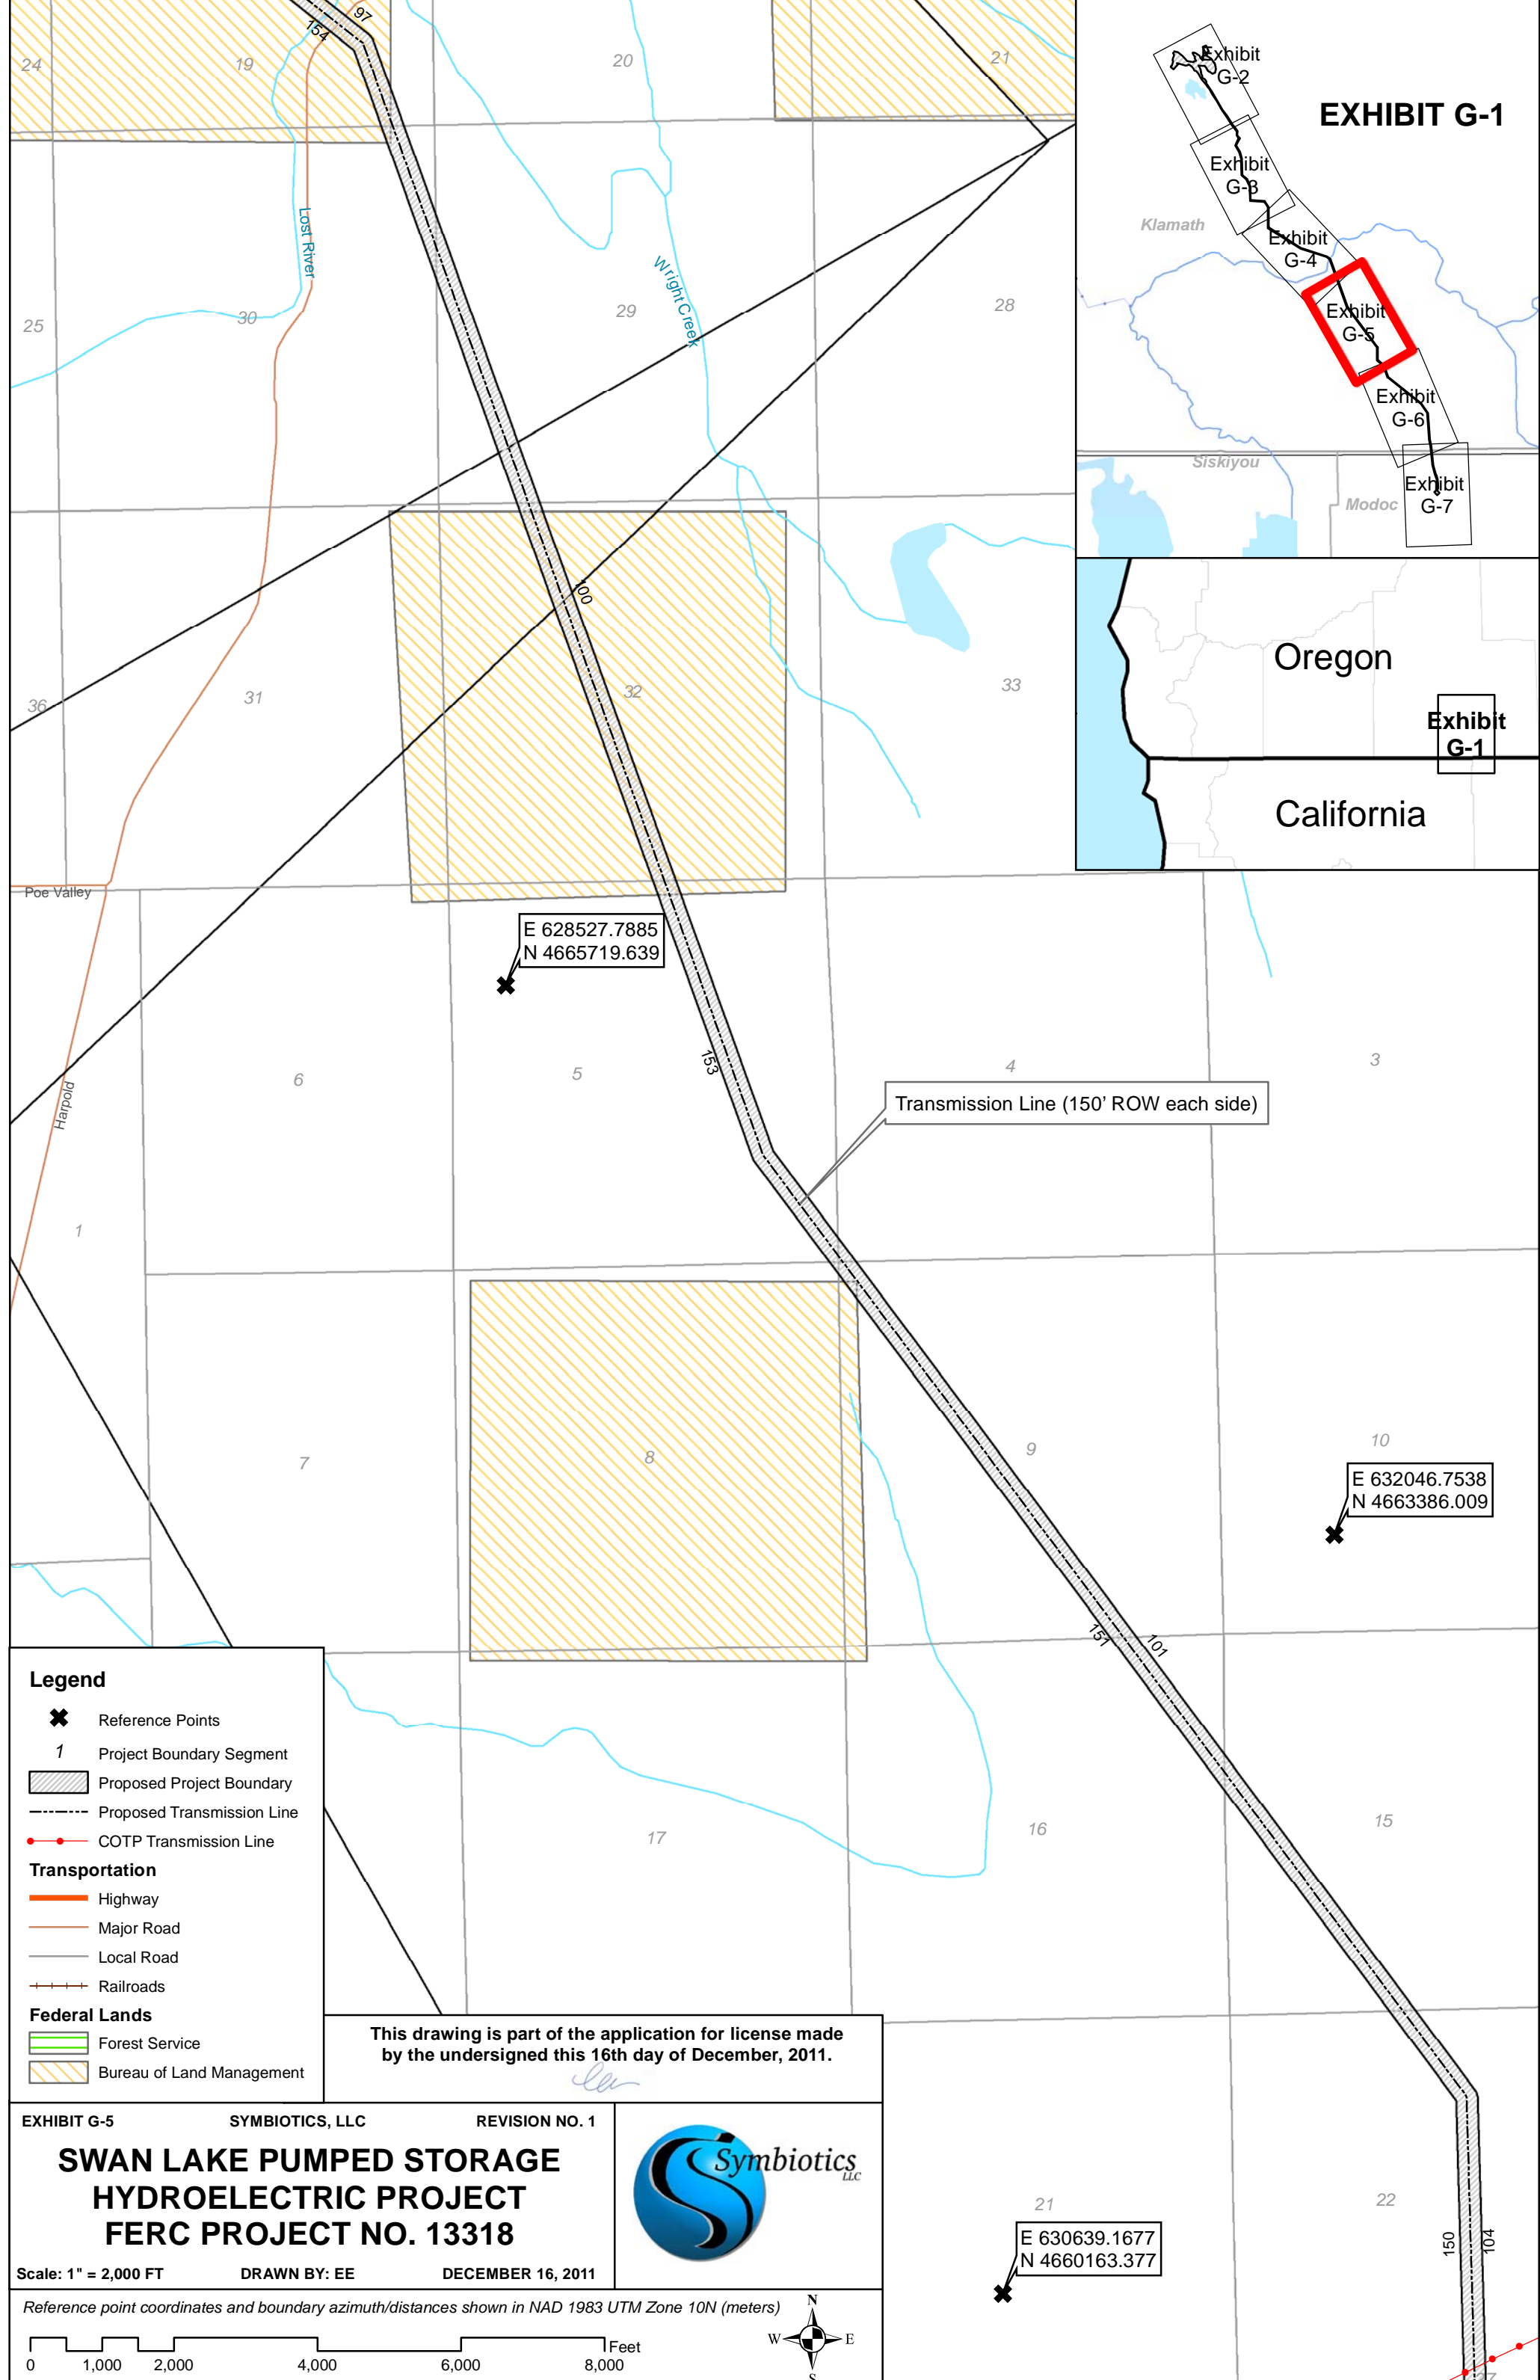 97
154
24
19
20
21
Lost River
Wright Creek
25
30
29
28
100
36
31
32
33
Poe Valley
E 628527.7885
N 4665719.639
153
Harpold
6
5
4
3
Transmission Line (150’ ROW each side)
1
7
8
9
10
E 632046.7538
N 4663386.009
151
101
17
16
15
21
22
E 630639.1677
N 4660163.377
150
104
27
EXHIBIT G-1
Exhibit
G-2
Exhibit
G-3
Klamath
Exhibit
G-4
Exhibit
G-5
Exhibit
G-6
Siskiyou
Modoc
Exhibit
G-7
Oregon
Exhibit
G-1
California
Legend
Reference Points
1 Project Boundary Segment
Proposed Project Boundary
Proposed Transmission Line
COTP Transmission Line
Transportation
Highway
Major Road
Local Road
Railroads
Federal Lands
Forest Service
Bureau of Land Management
This drawing is part of the application for license made
by the undersigned this 16th day of December, 2011.
EXHIBIT G-5 SYMBIOTICS, LLC REVISION NO. 1
SWAN LAKE PUMPED STORAGE
HYDROELECTRIC PROJECT
FERC PROJECT NO. 13318
Scale: 1" = 2,000 FT DRAWN BY: EE DECEMBER 16, 2011
Symbiotics
LLC
Reference point coordinates and boundary azimuth/distances shown in NAD 1983 UTM Zone 10N (meters)
Feet
0 1,000 2,000 4,000 6,000 8,000
N
W E
S